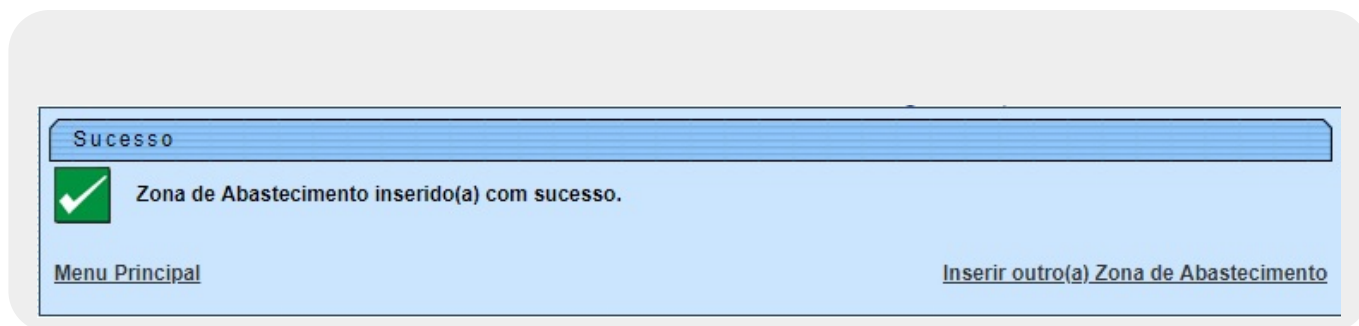 Sucesso
Zona de Abastecimento inserido(a) com sucesso.
Menu Principal
Inserir outro(a) Zona de Abastecimento